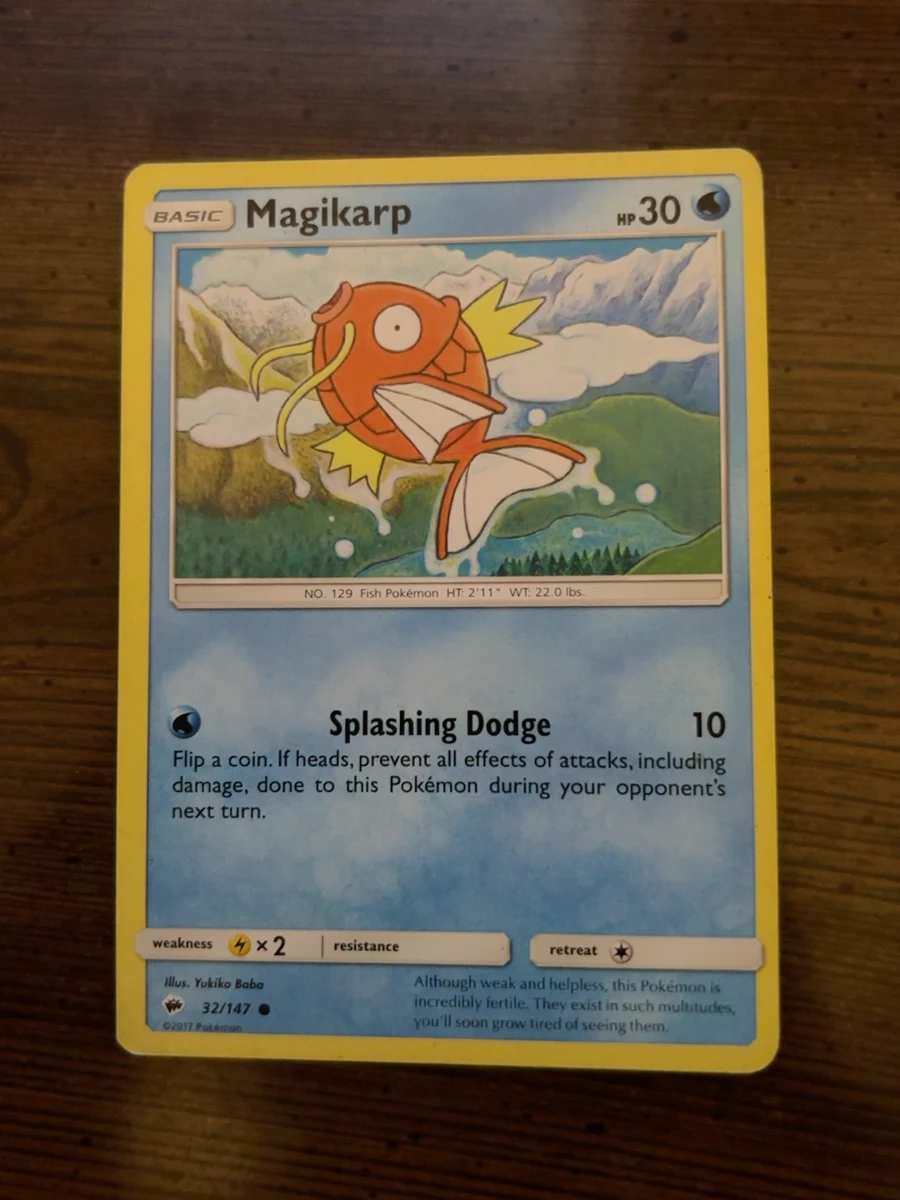 BASIC Magikarp HP 30
NO. 129 Fish Pokémon HT: 2'11" WT: 22.0 lbs.
Splashing Dodge 10
Flip a coin. If heads, prevent all effects of attacks, including
damage, done to this Pokémon during your opponent's
next turn.
weakness ×2 resistance retreat
Illus. Yukiko Baba
32/147
©2017 Pokémon
Although weak and helpless, this Pokémon is
incredibly fertile. They exist in such multitudes,
you'll soon grow tired of seeing them.